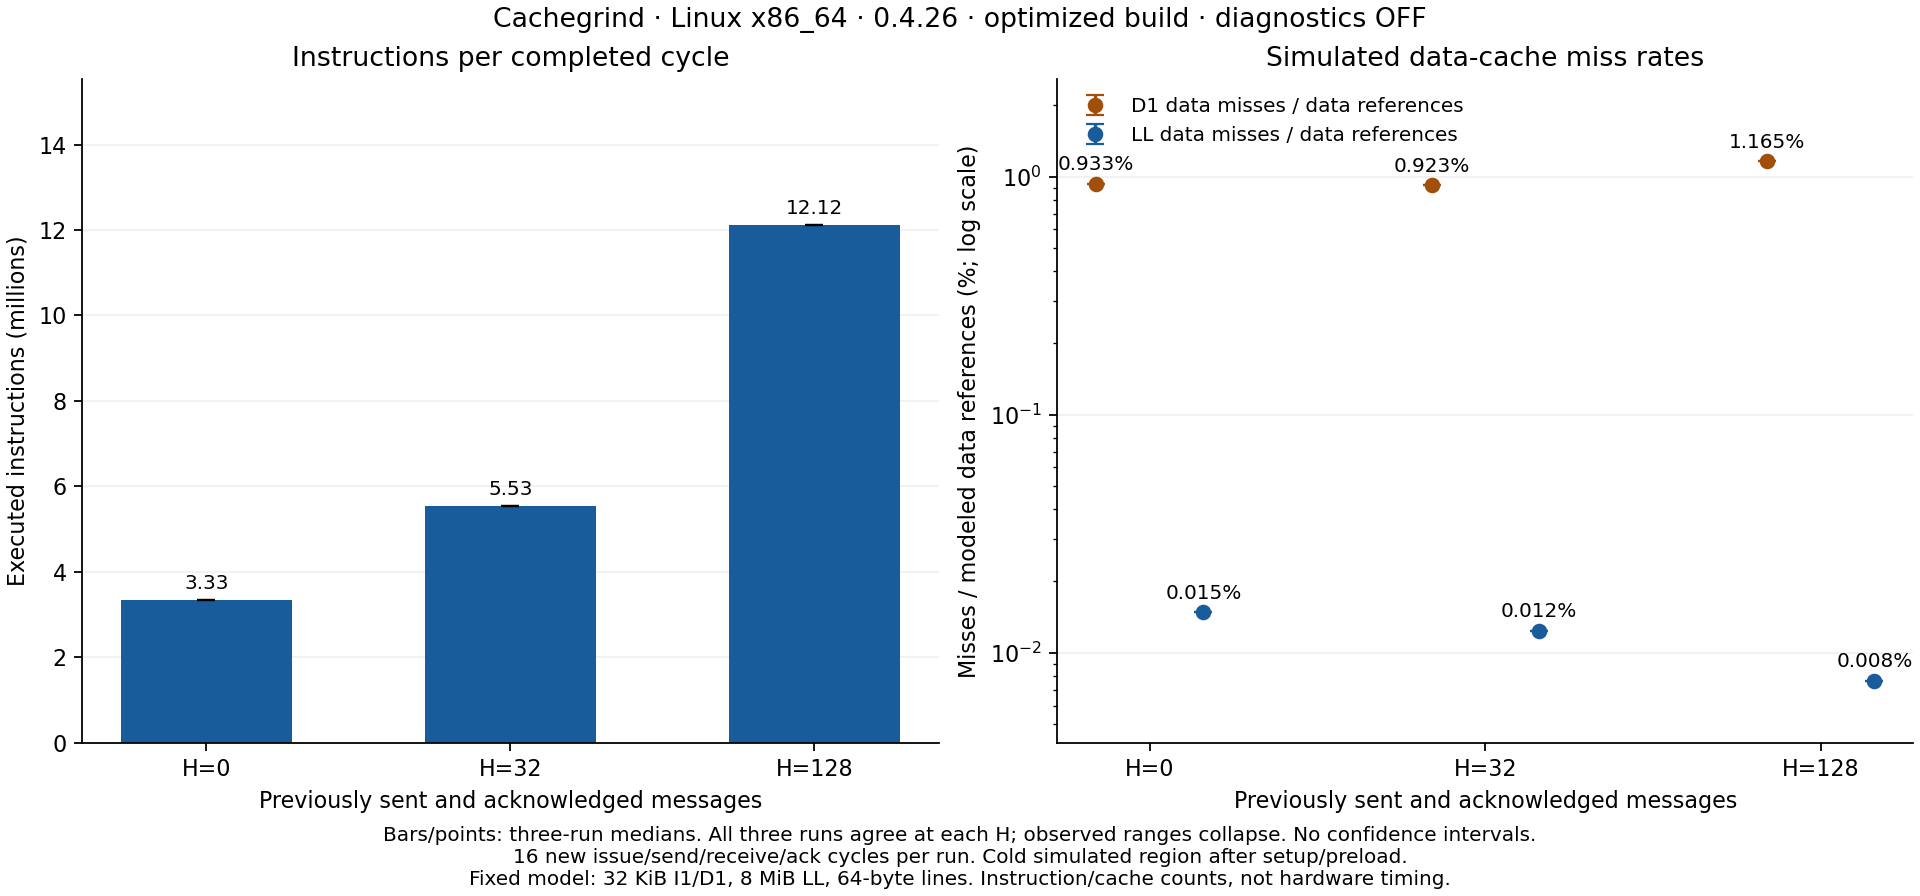 Cachegrind · Linux x86_64 · 0.4.26 · optimized build · diagnostics OFF
Instructions per completed cycle
Executed instructions (millions)
14
12
10
8
6
4
2
0
3.33
5.53
12.12
H=0
H=32
H=128
Previously sent and acknowledged messages
Simulated data-cache miss rates
Misses / modeled data references (%; log scale)
D1 data misses / data references
LL data misses / data references
10⁰
10⁻¹
10⁻²
0.933%
0.923%
1.165%
0.015%
0.012%
0.008%
H=0
H=32
H=128
Previously sent and acknowledged messages
Bars/points: three-run medians. All three runs agree at each H; observed ranges collapse. No confidence intervals.
16 new issue/send/receive/ack cycles per run. Cold simulated region after setup/preload.
Fixed model: 32 KiB I1/D1, 8 MiB LL, 64-byte lines. Instruction/cache counts, not hardware timing.